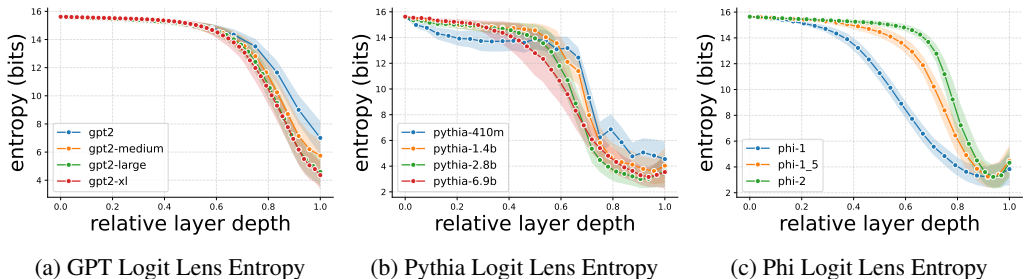 entropy (bits)
16
14
12
10
8
6
4
gpt2
gpt2-medium
gpt2-large
gpt2-xl
0.0 0.2 0.4 0.6 0.8 1.0
relative layer depth
(a) GPT Logit Lens Entropy
entropy (bits)
16
14
12
10
8
6
4
2
pythia-410m
pythia-1.4b
pythia-2.8b
pythia-6.9b
0.0 0.2 0.4 0.6 0.8 1.0
relative layer depth
(b) Pythia Logit Lens Entropy
entropy (bits)
16
14
12
10
8
6
4
2
phi-1
phi-1_5
phi-2
0.0 0.2 0.4 0.6 0.8 1.0
relative layer depth
(c) Phi Logit Lens Entropy